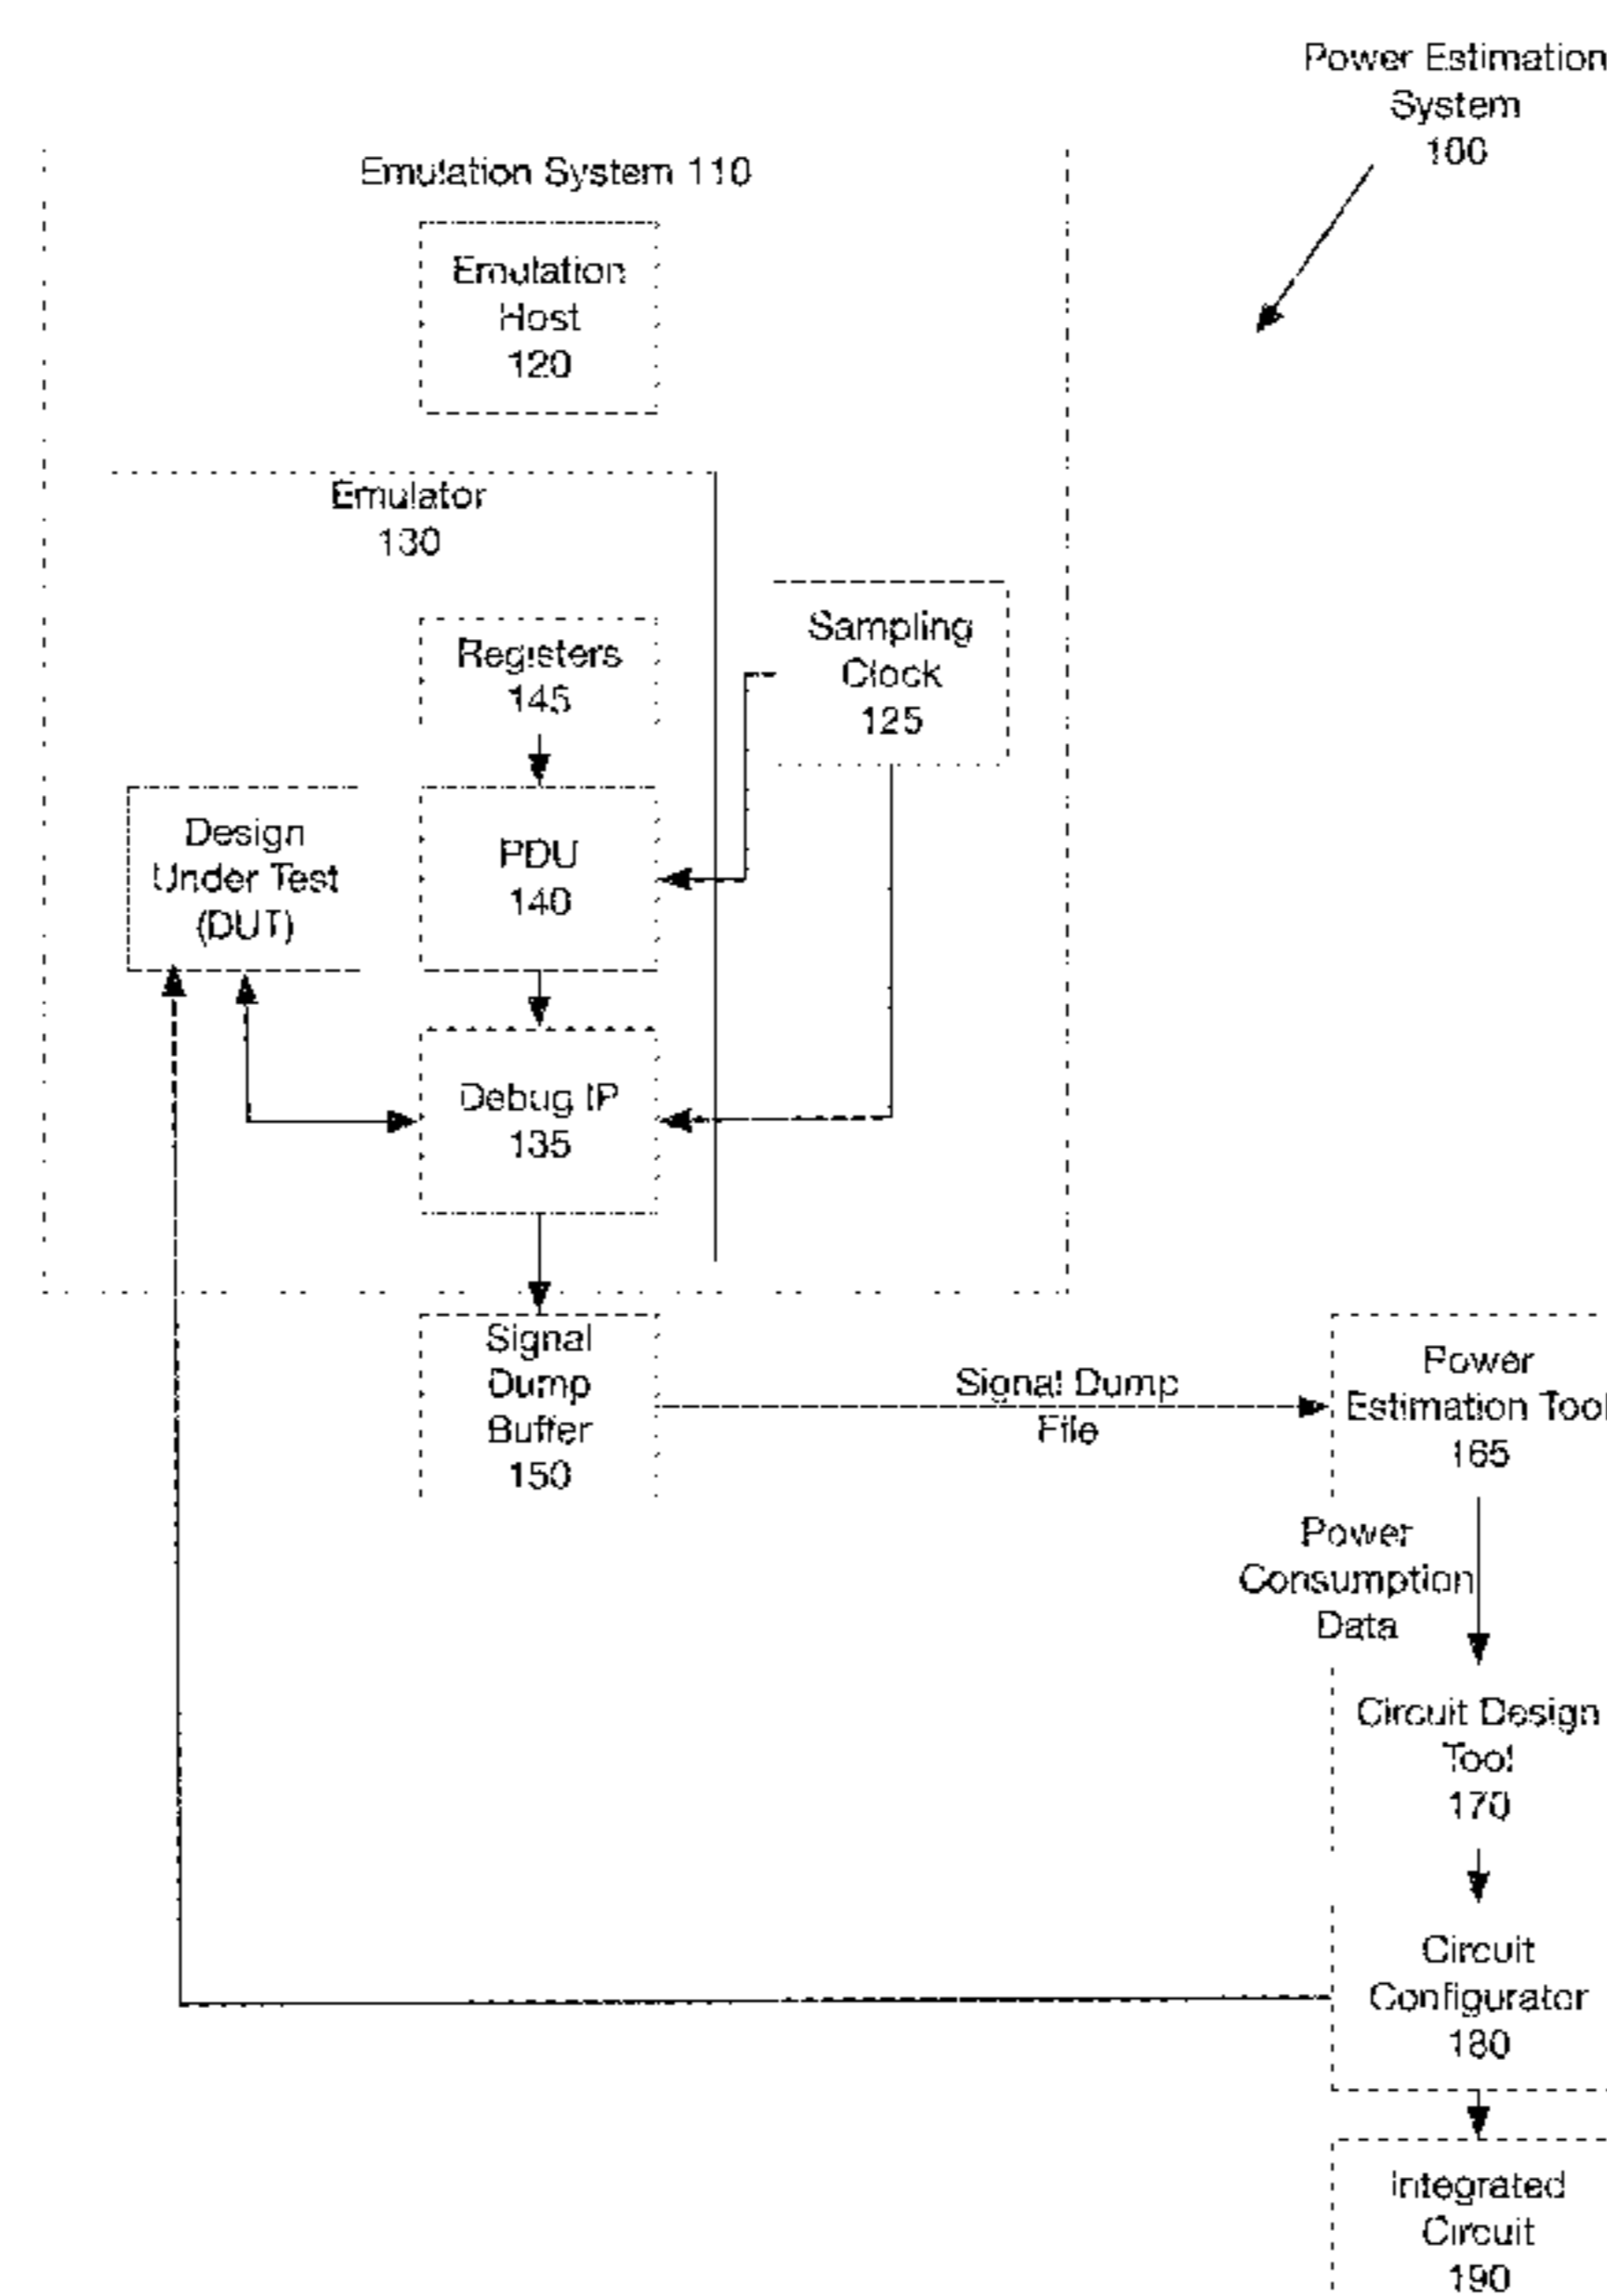 Power Estimation
System
100
Emulation System 110
Emulation
Host
120
Emulator
130
Sampling
Clock
125
Registers
145
Design
Under Test
(DUT)
PDU
140
Debug IP
135
Signal
Dump
Buffer
150
Signal Dump
File
Power
Estimation Tool
165
Power
Consumption
Data
Circuit Design
Tool
170
Circuit
Configurator
180
Integrated
Circuit
190